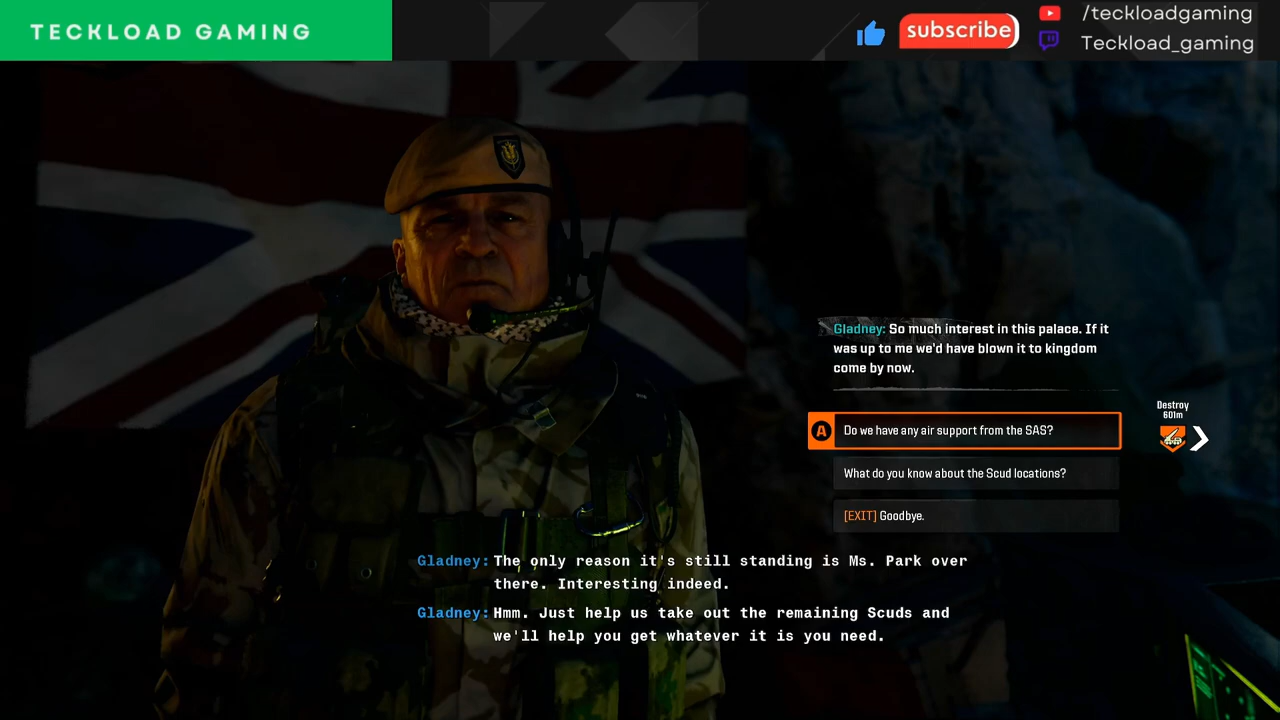 TECKLOAD GAMING
subscribe
/teckloadgaming
Teckload_gaming
Gladney: So much interest in this palace. If it
was up to me we'd have blown it to kingdom
come by now.
Destroy
601m
A Do we have any air support from the SAS?
What do you know about the Scud locations?
[EXIT] Goodbye.
Gladney: The only reason it's still standing is Ms. Park over
there. Interesting indeed.
Gladney: Hmm. Just help us take out the remaining Scuds and
we'll help you get whatever it is you need.